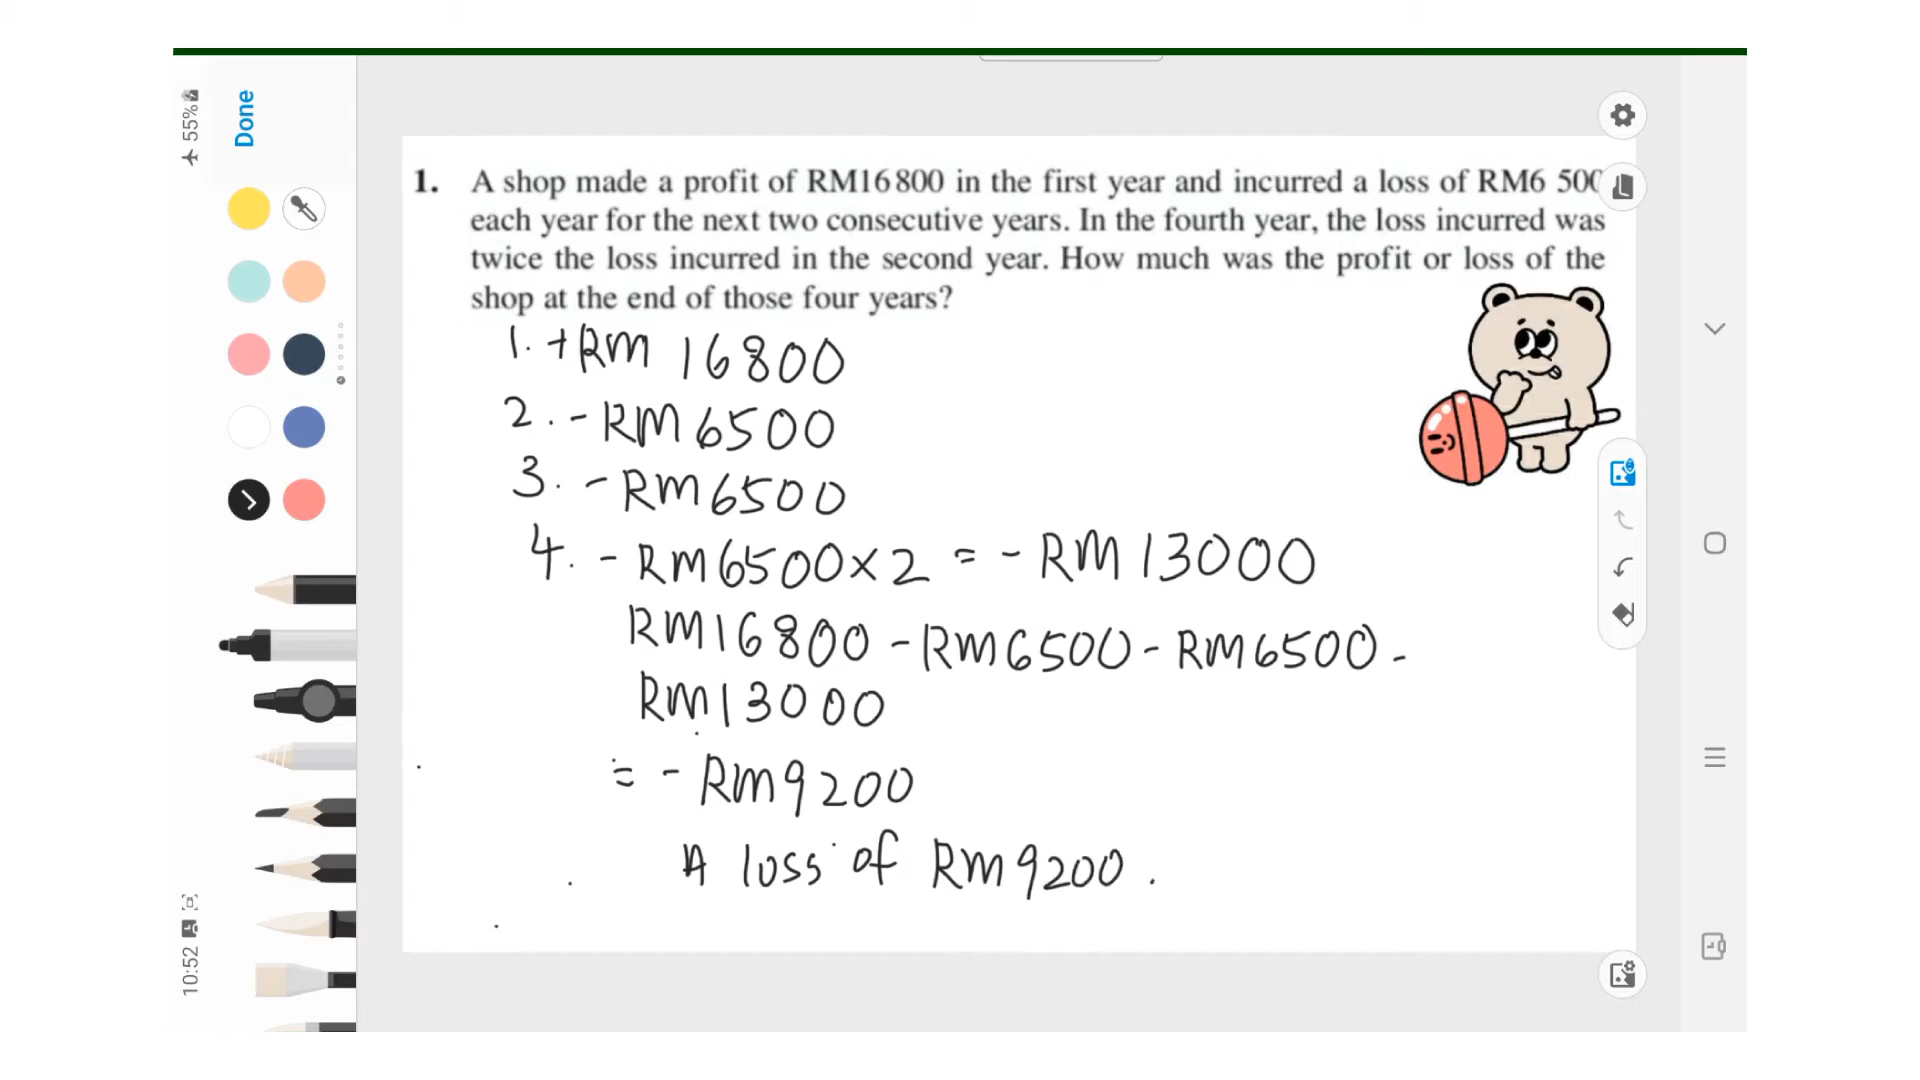 Done
55%
10:52
1. A shop made a profit of RM16 800 in the first year and incurred a loss of RM6 500
each year for the next two consecutive years. In the fourth year, the loss incurred was
twice the loss incurred in the second year. How much was the profit or loss of the
shop at the end of those four years?
1. + RM 16800
2. - RM6500
3. - RM6500
4. - RM6500 × 2 = - RM 13000
RM16800 - RM6500 - RM6500 -
RM13000
= - RM9200
A loss of RM9200.